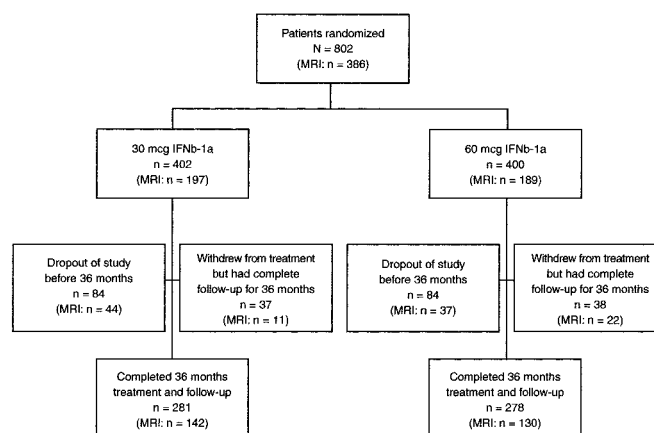 Patients randomized
N = 802
(MRI: n = 386)
30 mcg IFNb-1a
n = 402
(MRI: n = 197)
60 mcg IFNb-1a
n = 400
(MRI: n = 189)
Dropout of study
before 36 months
n = 84
(MRI: n = 44)
Withdrew from treatment
but had complete
follow-up for 36 months
n = 37
(MRI: n = 11)
Dropout of study
before 36 months
n = 84
(MRI: n = 37)
Withdrew from treatment
but had complete
follow-up for 36 months
n = 38
(MRI: n = 22)
Completed 36 months
treatment and follow-up
n = 281
(MRI: n = 142)
Completed 36 months
treatment and follow-up
n = 278
(MRI: n = 130)